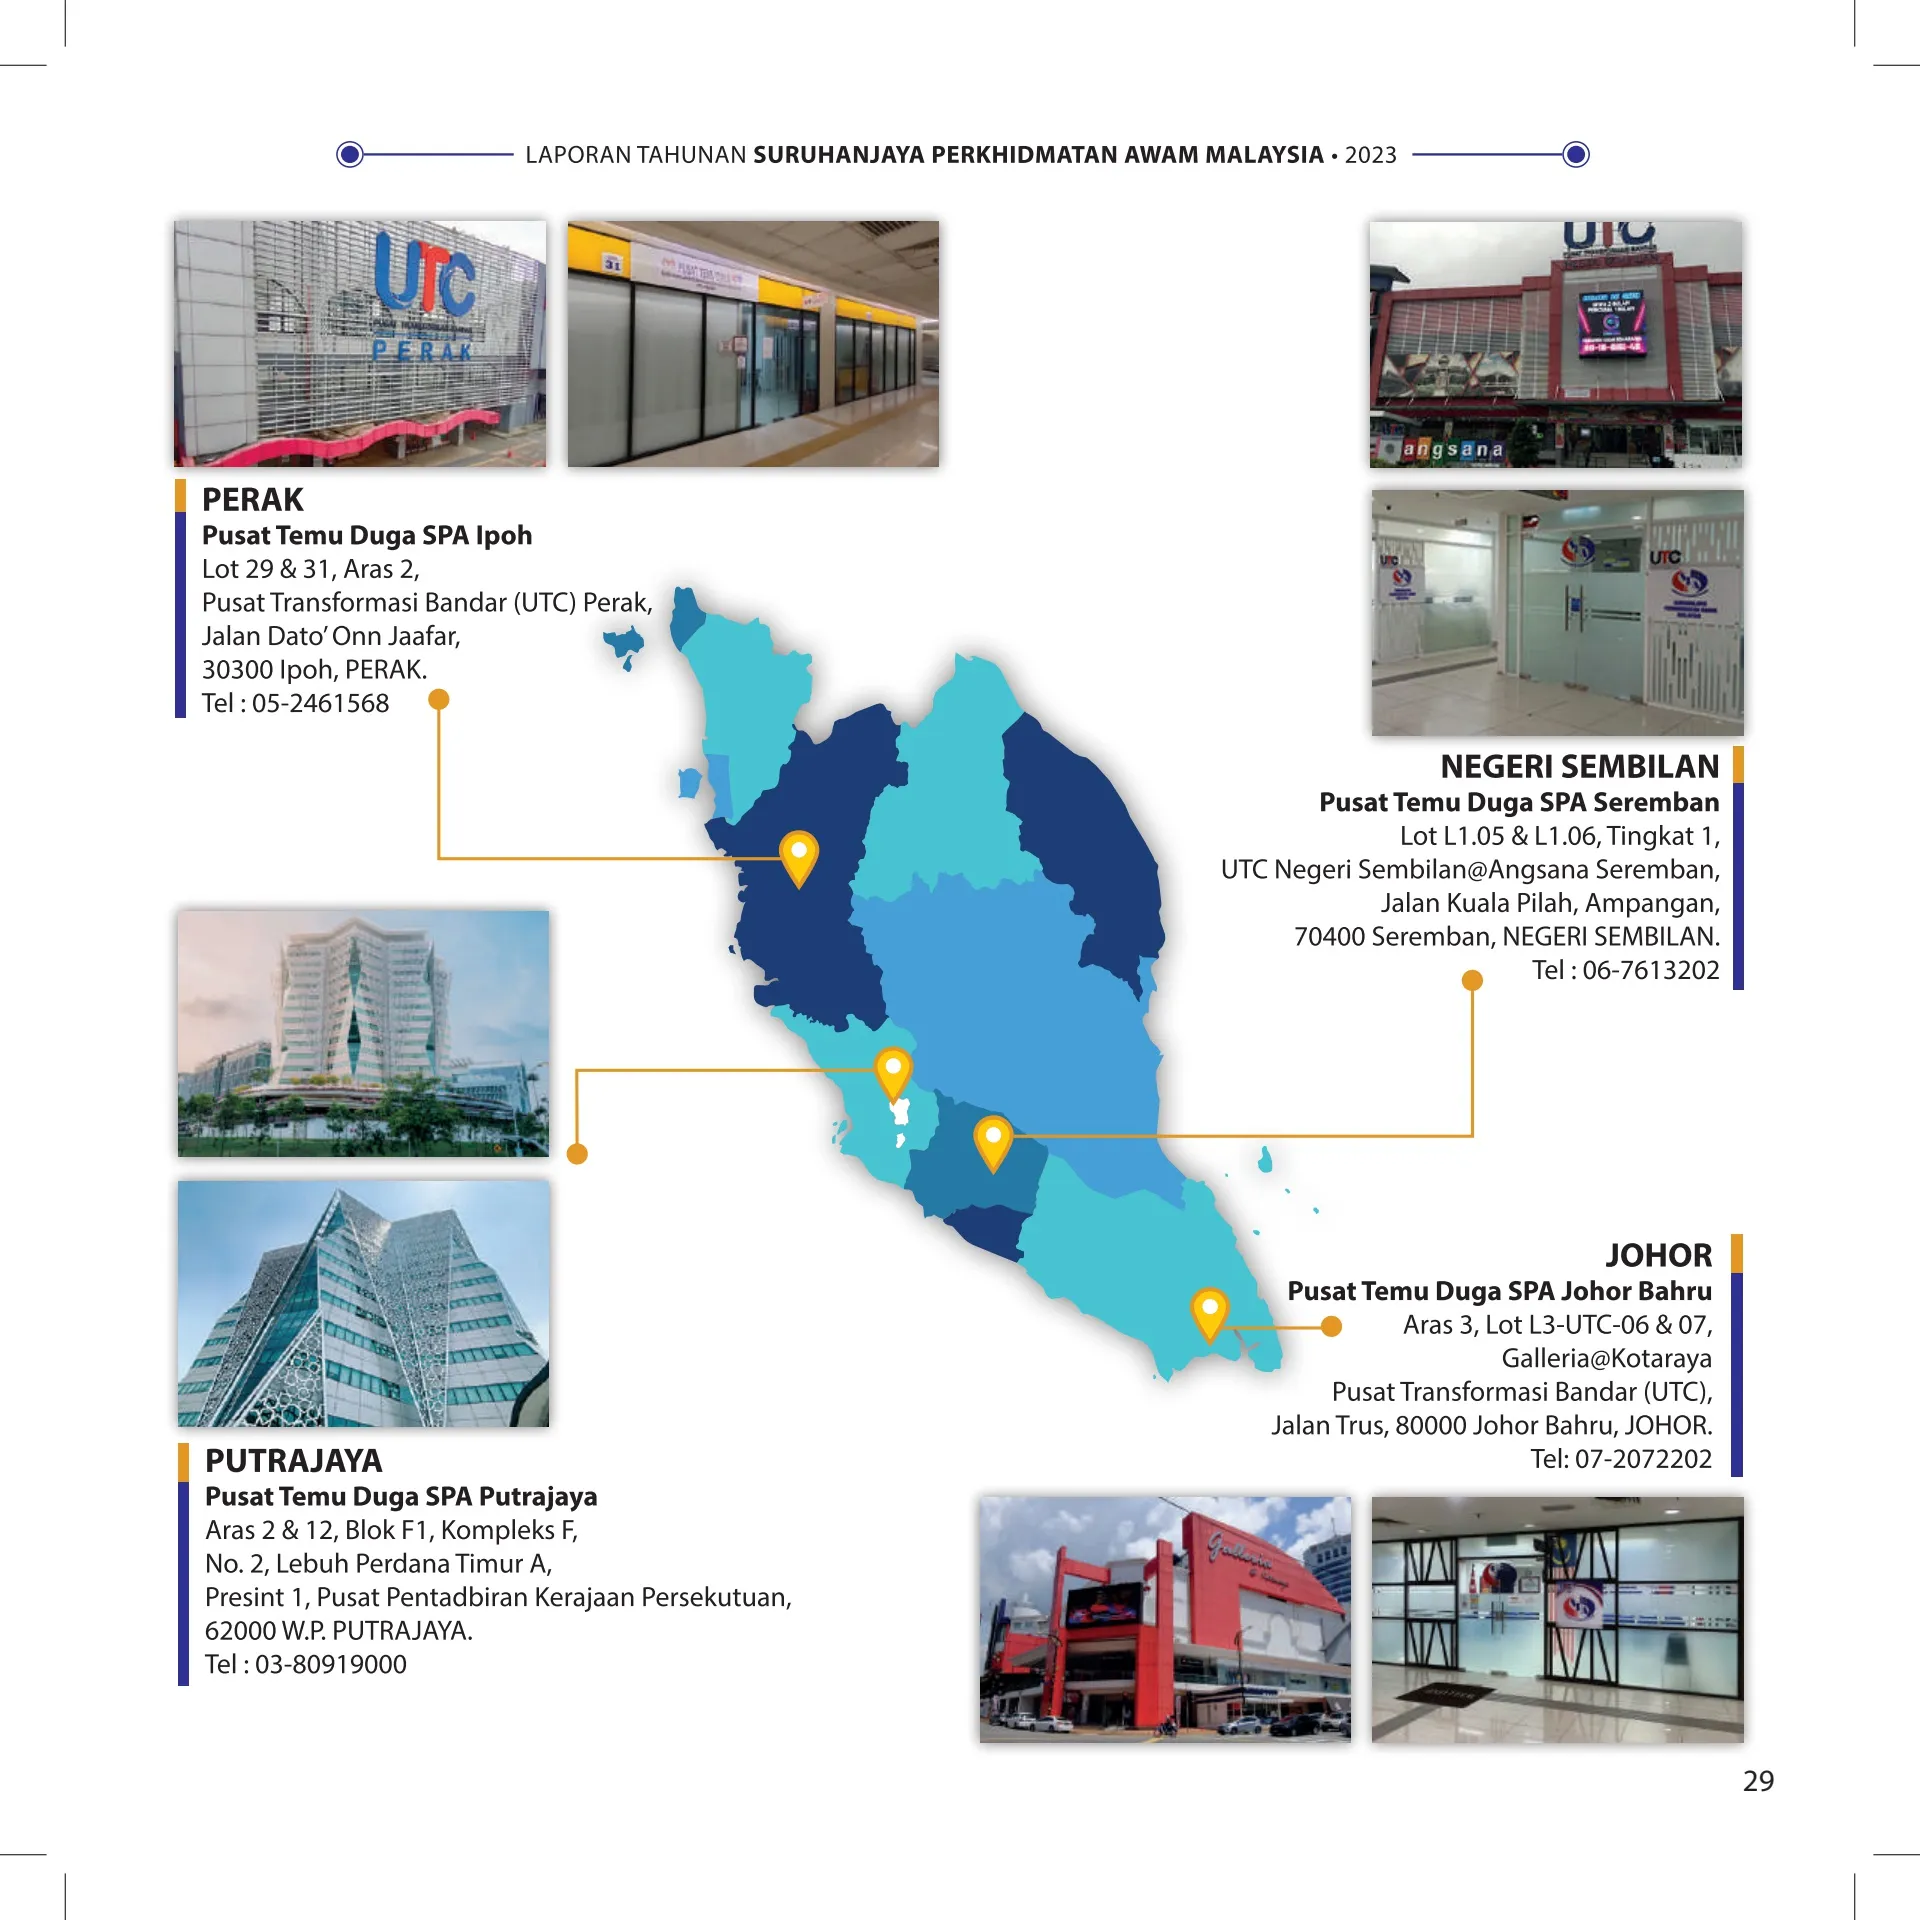 LAPORAN TAHUNAN SURUHANJAYA PERKHIDMATAN AWAM MALAYSIA • 2023
UTC
PERAK
31
UTC
angsana
UTC
UTC
PERAK
Pusat Temu Duga SPA Ipoh
Lot 29 & 31, Aras 2,
Pusat Transformasi Bandar (UTC) Perak,
Jalan Dato’ Onn Jaafar,
30300 Ipoh, PERAK.
Tel : 05-2461568
NEGERI SEMBILAN
Pusat Temu Duga SPA Seremban
Lot L1.05 & L1.06, Tingkat 1,
UTC Negeri Sembilan@Angsana Seremban,
Jalan Kuala Pilah, Ampangan,
70400 Seremban, NEGERI SEMBILAN.
Tel : 06-7613202
JOHOR
Pusat Temu Duga SPA Johor Bahru
Aras 3, Lot L3-UTC-06 & 07,
Galleria@Kotaraya
Pusat Transformasi Bandar (UTC),
Jalan Trus, 80000 Johor Bahru, JOHOR.
Tel: 07-2072202
PUTRAJAYA
Pusat Temu Duga SPA Putrajaya
Aras 2 & 12, Blok F1, Kompleks F,
No. 2, Lebuh Perdana Timur A,
Presint 1, Pusat Pentadbiran Kerajaan Persekutuan,
62000 W.P. PUTRAJAYA.
Tel : 03-80919000
Galleria
29